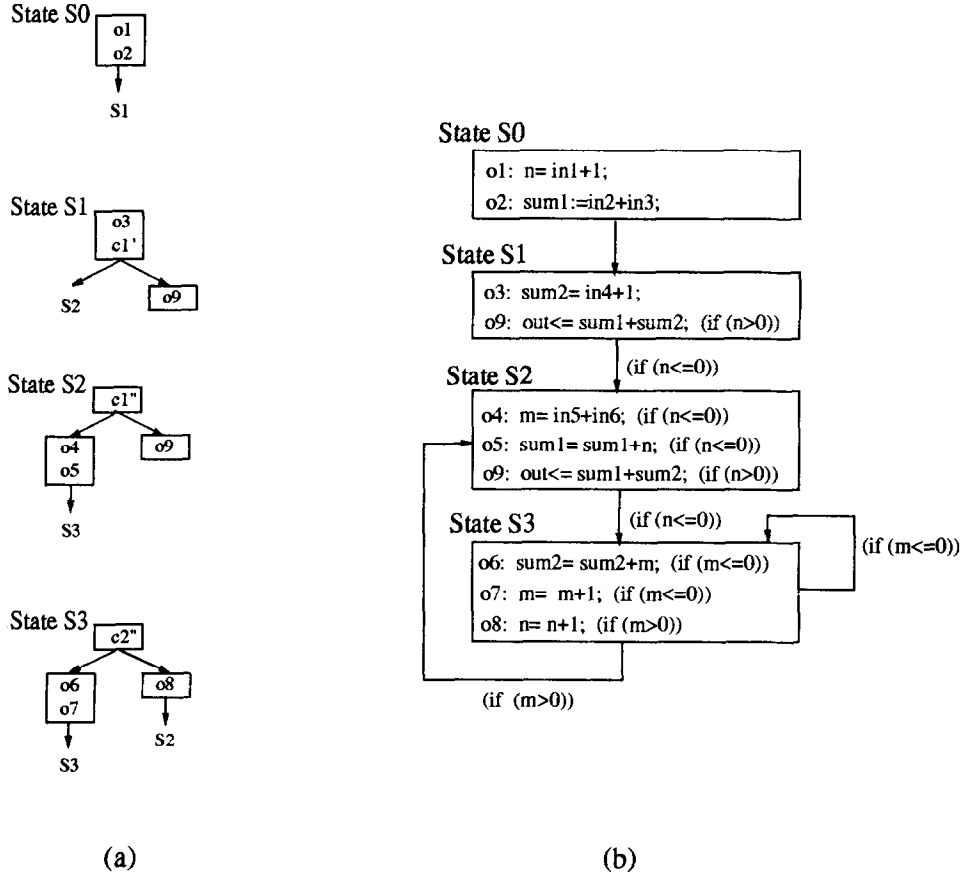 State S0
o1
o2
S1
State S1
o3
c1'
S2
o9
State S2
c1"
o4
o5
o9
S3
State S3
c2"
o6
o7
o8
S3
S2
(a)
State S0
o1: n= in1+1;
o2: sum1:=in2+in3;
State S1
o3: sum2= in4+1;
o9: out<= sum1+sum2; (if (n>0))
(if (n<=0))
State S2
o4: m= in5+in6; (if (n<=0))
o5: sum1= sum1+n; (if (n<=0))
o9: out<= sum1+sum2; (if (n>0))
(if (n<=0))
State S3
o6: sum2= sum2+m; (if (m<=0))
o7: m= m+1; (if (m<=0))
o8: n= n+1; (if (m>0))
(if (m<=0))
(if (m>0))
(b)